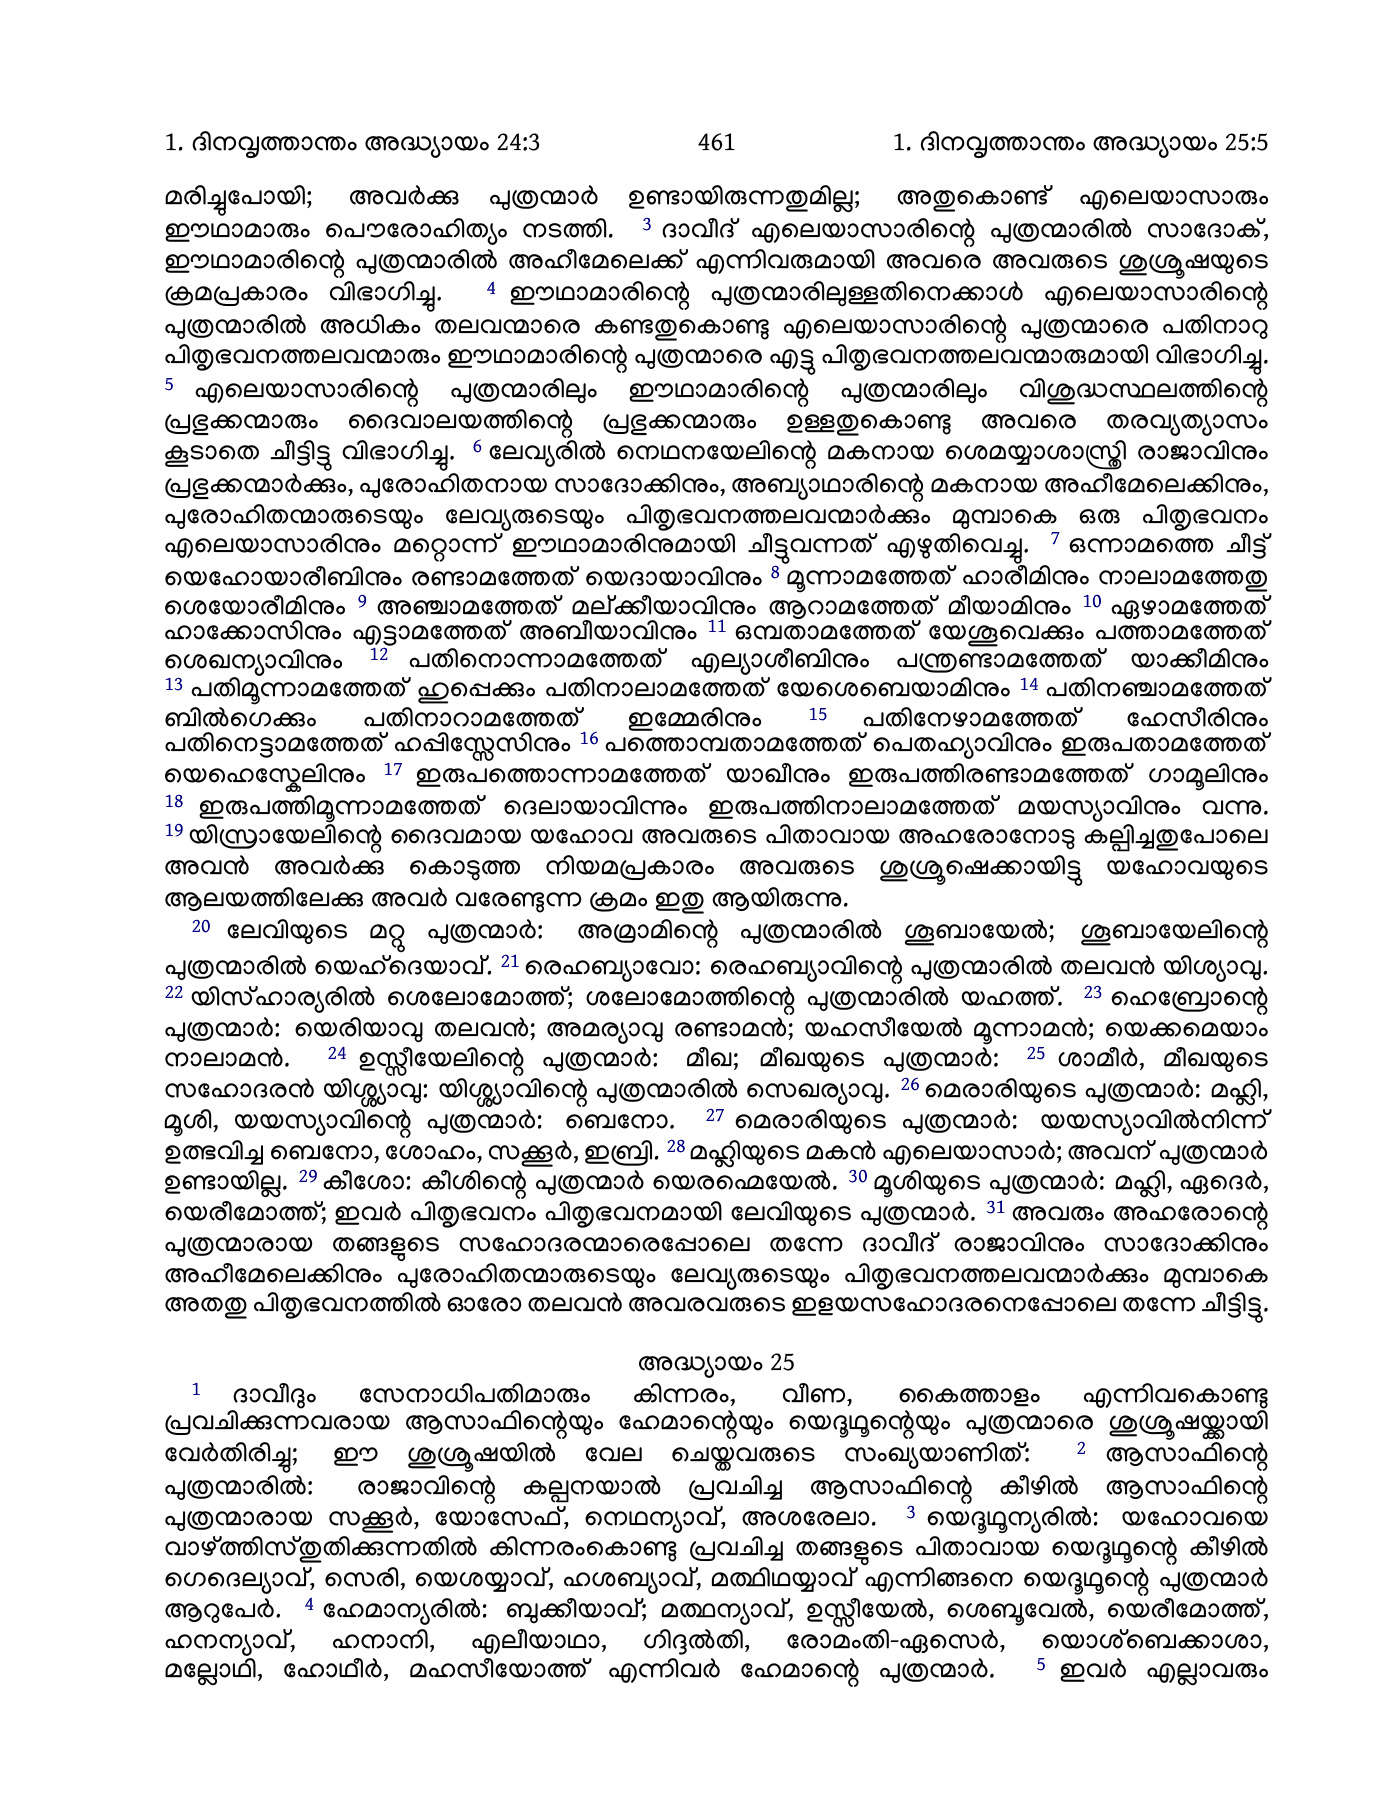 1. ദിനവൃത്താന്തം അദ്ധ്യായം 24:3 461 1. ദിനവൃത്താന്തം അദ്ധ്യായം 25:5
മരിച്ചുപോയി; അവർക്കു പുത്രന്മാർ ഉണ്ടായിരുന്നതുമില്ല; അതുകൊണ്ട് എലെയാസാരും
ഈഥാമാരും പൌരോഹിത്യം നടത്തി. 3 ദാവീദ് എലെയാസാരിന്റെ പുത്രന്മാരിൽ സാദോക്,
ഈഥാമാരിന്റെ പുത്രന്മാരിൽ അഹീമേലെക്ക് എന്നിവരുമായി അവരെ അവരുടെ ശുശ്രൂഷയുടെ
ക്രമപ്രകാരം വിഭാഗിച്ചു. 4 ഈഥാമാരിന്റെ പുത്രന്മാരിലുള്ളതിനെക്കാൾ എലെയാസാരിന്റെ
പുത്രന്മാരിൽ അധികം തലവന്മാരെ കണ്ടതുകൊണ്ടു എലെയാസാരിന്റെ പുത്രന്മാരെ പതിനാറു
പിതൃഭവനത്തലവന്മാരും ഈഥാമാരിന്റെ പുത്രന്മാരെ എട്ടു പിതൃഭവനത്തലവന്മാരുമായി വിഭാഗിച്ചു.
5 എലെയാസാരിന്റെ പുത്രന്മാരിലും ഈഥാമാരിന്റെ പുത്രന്മാരിലും വിശുദ്ധസ്ഥലത്തിന്റെ
പ്രഭുക്കന്മാരും ദൈവാലയത്തിന്റെ പ്രഭുക്കന്മാരും ഉള്ളതുകൊണ്ടു അവരെ തരവ്യത്യാസം
കൂടാതെ ചീട്ടിട്ടു വിഭാഗിച്ചു. 6 ലേവ്യരിൽ നെഥനയേലിന്റെ മകനായ ശെമയ്യാശാസ്ത്രി രാജാവിനും
പ്രഭുക്കന്മാർക്കും, പുരോഹിതനായ സാദോക്കിനും, അബ്യാഥാരിന്റെ മകനായ അഹീമേലെക്കിനും,
പുരോഹിതന്മാരുടെയും ലേവ്യരുടെയും പിതൃഭവനത്തലവന്മാർക്കും മുമ്പാകെ ഒരു പിതൃഭവനം
എലെയാസാരിനും മറ്റൊന്ന് ഈഥാമാരിനുമായി ചീട്ടുവന്നത് എഴുതിവെച്ചു. 7 ഒന്നാമത്തെ ചീട്ട്
യെഹോയാരീബിനും രണ്ടാമത്തേത് യെദായാവിനും 8 മൂന്നാമത്തേത് ഹാരീമിനും നാലാമത്തേതു
ശെയോരീമിനും 9 അഞ്ചാമത്തേത് മല്ക്കീയാവിനും ആറാമത്തേത് മീയാമിനും 10 ഏഴാമത്തേത്
ഹാക്കോസിനും എട്ടാമത്തേത് അബീയാവിനും 11 ഒമ്പതാമത്തേത് യേശൂവെക്കും പത്താമത്തേത്
ശെഖന്യാവിനും 12 പതിനൊന്നാമത്തേത് എല്യാശീബിനും പന്ത്രണ്ടാമത്തേത് യാക്കീമിനും
13 പതിമൂന്നാമത്തേത് ഹുപ്പെക്കും പതിനാലാമത്തേത് യേശെബെയാമിനും 14 പതിനഞ്ചാമത്തേത്
ബിൽഗെക്കും പതിനാറാമത്തേത് ഇമ്മേരിനും 15 പതിനേഴാമത്തേത് ഹേസീരിനും
പതിനെട്ടാമത്തേത് ഹപ്പിസ്സേസിനും 16 പത്തൊമ്പതാമത്തേത് പെതഹ്യാവിനും ഇരുപതാമത്തേത്
യെഹെസ്കേലിനും 17 ഇരുപത്തൊന്നാമത്തേത് യാഖീനും ഇരുപത്തിരണ്ടാമത്തേത് ഗാമൂലിനും
18 ഇരുപത്തിമൂന്നാമത്തേത് ദെലായാവിന്നും ഇരുപത്തിനാലാമത്തേത് മയസ്യാവിനും വന്നു.
19 യിസ്രായേലിന്റെ ദൈവമായ യഹോവ അവരുടെ പിതാവായ അഹരോനോടു കല്പിച്ചതുപോലെ
അവൻ അവർക്കു കൊടുത്ത നിയമപ്രകാരം അവരുടെ ശുശ്രൂഷെക്കായിട്ടു യഹോവയുടെ
ആലയത്തിലേക്കു അവർ വരേണ്ടുന്ന ക്രമം ഇതു ആയിരുന്നു.
20 ലേവിയുടെ മറ്റു പുത്രന്മാർ: അമ്രാമിന്റെ പുത്രന്മാരിൽ ശൂബായേൽ; ശൂബായേലിന്റെ
പുത്രന്മാരിൽ യെഹ്ദെയാവ്. 21 രെഹബ്യാവോ: രെഹബ്യാവിന്റെ പുത്രന്മാരിൽ തലവൻ യിശ്യാവു.
22 യിസ്ഹാര്യരിൽ ശെലോമോത്ത്; ശലോമോത്തിന്റെ പുത്രന്മാരിൽ യഹത്ത്. 23 ഹെബ്രോന്റെ
പുത്രന്മാർ: യെരിയാവു തലവൻ; അമര്യാവു രണ്ടാമൻ; യഹസീയേൽ മൂന്നാമൻ; യെക്കമെയാം
നാലാമൻ. 24 ഉസ്സീയേലിന്റെ പുത്രന്മാർ: മീഖ; മീഖയുടെ പുത്രന്മാർ: 25 ശാമീർ, മീഖയുടെ
സഹോദരൻ യിശ്ശ്യാവു: യിശ്ശ്യാവിന്റെ പുത്രന്മാരിൽ സെഖര്യാവു. 26 മെരാരിയുടെ പുത്രന്മാർ: മഹ്ലി,
മൂശി, യയസ്യാവിന്റെ പുത്രന്മാർ: ബെനോ. 27 മെരാരിയുടെ പുത്രന്മാർ: യയസ്യാവിൽനിന്ന്
ഉത്ഭവിച്ച ബെനോ, ശോഹം, സക്കൂർ, ഇബ്രി. 28 മഹ്ലിയുടെ മകൻ എലെയാസാർ; അവന് പുത്രന്മാർ
ഉണ്ടായില്ല. 29 കീശോ: കീശിന്റെ പുത്രന്മാർ യെരഹ്മെയേൽ. 30 മൂശിയുടെ പുത്രന്മാർ: മഹ്ലി, ഏദെർ,
യെരീമോത്ത്; ഇവർ പിതൃഭവനം പിതൃഭവനമായി ലേവിയുടെ പുത്രന്മാർ. 31 അവരും അഹരോന്റെ
പുത്രന്മാരായ തങ്ങളുടെ സഹോദരന്മാരെപ്പോലെ തന്നേ ദാവീദ് രാജാവിനും സാദോക്കിനും
അഹീമേലെക്കിനും പുരോഹിതന്മാരുടെയും ലേവ്യരുടെയും പിതൃഭവനത്തലവന്മാർക്കും മുമ്പാകെ
അതതു പിതൃഭവനത്തിൽ ഓരോ തലവൻ അവരവരുടെ ഇളയസഹോദരനെപ്പോലെ തന്നേ ചീട്ടിട്ടു.
അദ്ധ്യായം 25
1 ദാവീദും സേനാധിപതിമാരും കിന്നരം, വീണ, കൈത്താളം എന്നിവകൊണ്ടു
പ്രവചിക്കുന്നവരായ ആസാഫിന്റെയും ഹേമാന്റെയും യെദൂഥൂന്റെയും പുത്രന്മാരെ ശുശ്രൂഷയ്ക്കായി
വേർതിരിച്ചു; ഈ ശുശ്രൂഷയിൽ വേല ചെയ്തവരുടെ സംഖ്യയാണിത്: 2 ആസാഫിന്റെ
പുത്രന്മാരിൽ: രാജാവിന്റെ കല്പനയാൽ പ്രവചിച്ച ആസാഫിന്റെ കീഴിൽ ആസാഫിന്റെ
പുത്രന്മാരായ സക്കൂർ, യോസേഫ്, നെഥന്യാവ്, അശരേലാ. 3 യെദൂഥൂന്യരിൽ: യഹോവയെ
വാഴ്ത്തിസ്തുതിക്കുന്നതിൽ കിന്നരംകൊണ്ടു പ്രവചിച്ച തങ്ങളുടെ പിതാവായ യെദൂഥൂന്റെ കീഴിൽ
ഗെദെല്യാവ്, സെരി, യെശയ്യാവ്, ഹശബ്യാവ്, മത്ഥിഥയ്യാവ് എന്നിങ്ങനെ യെദൂഥൂന്റെ പുത്രന്മാർ
ആറുപേർ. 4 ഹേമാന്യരിൽ: ബുക്കീയാവ്; മത്ഥന്യാവ്, ഉസ്സീയേൽ, ശെബൂവേൽ, യെരീമോത്ത്,
ഹനന്യാവ്, ഹനാനി, എലീയാഥാ, ഗിദ്ദൽതി, രോമംതി-ഏസെർ, യൊശ്ബെക്കാശാ,
മല്ലോഥി, ഹോഥീർ, മഹസീയോത്ത് എന്നിവർ ഹേമാന്റെ പുത്രന്മാർ. 5 ഇവർ എല്ലാവരും